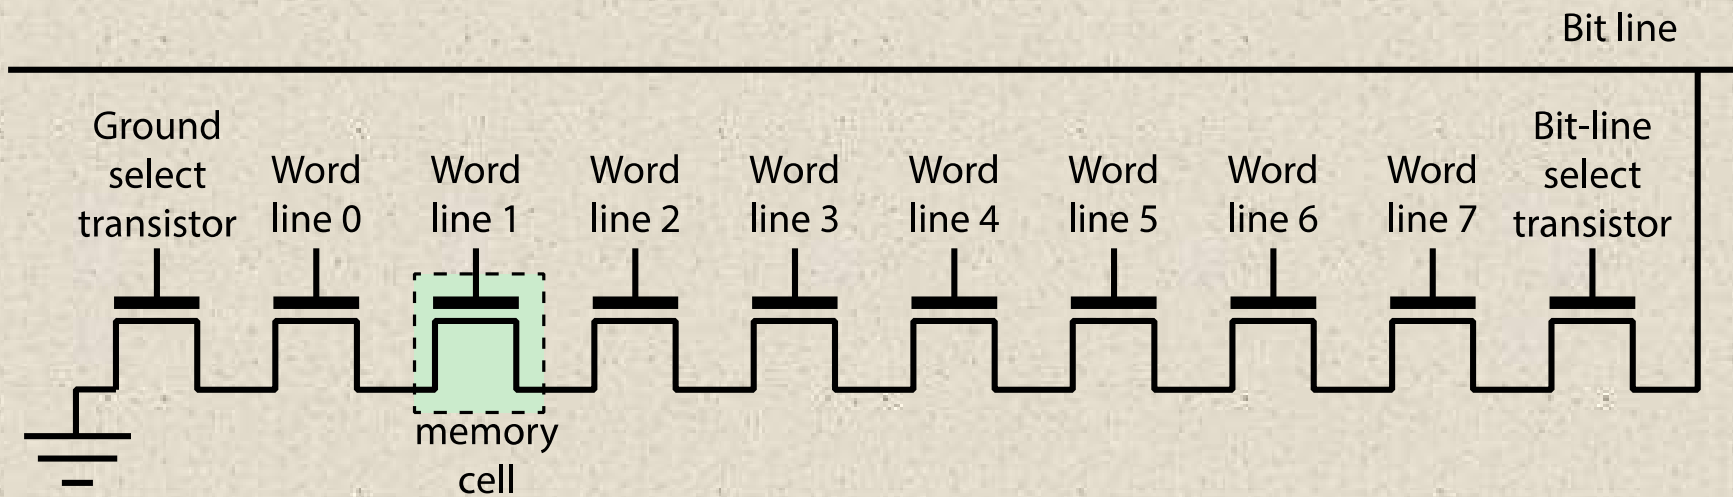 Bit line
Ground
select
transistor
Word
line 0
Word
line 1
Word
line 2
Word
line 3
Word
line 4
Word
line 5
Word
line 6
Word
line 7
Bit-line
select
transistor
memory
cell